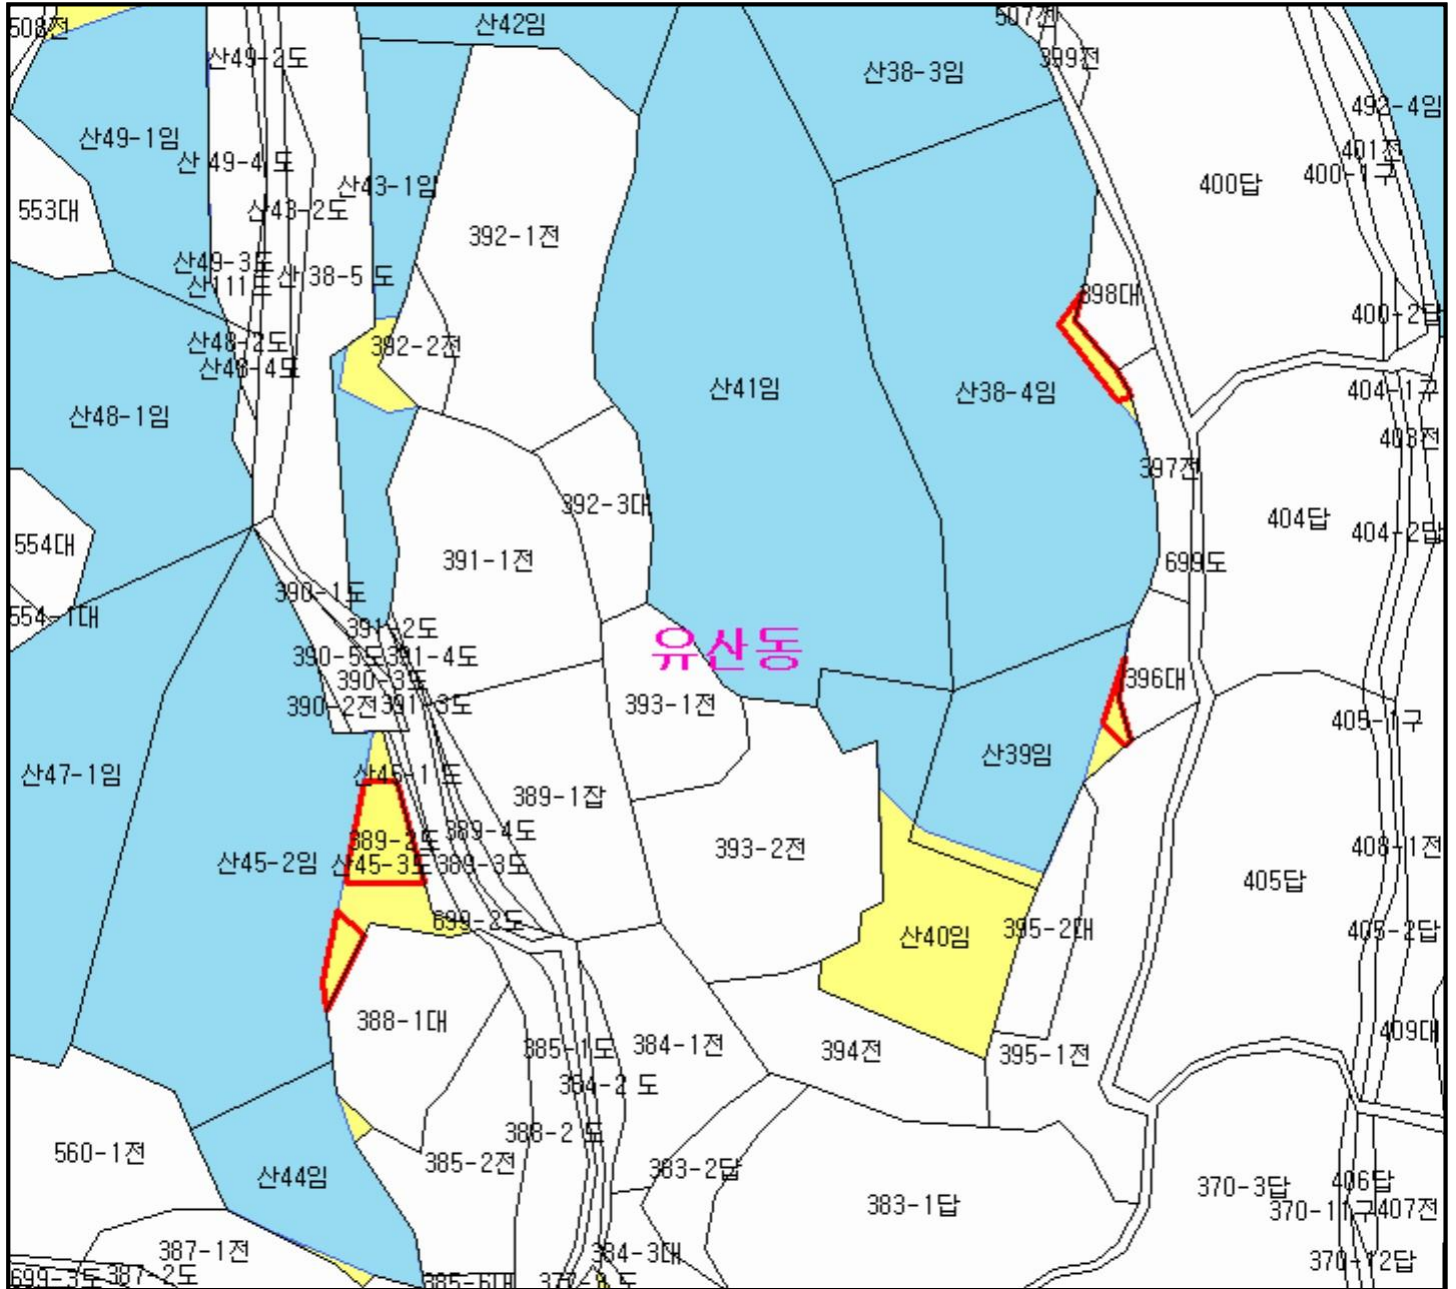 508전
산42임
507전
산49-2도
399전
산38-3임
492-4임
산49-1임
401전
산 49-4 도
400-1구
산43-1임
400답
553대
산43-2도
392-1전
산49-3도
산38-5 도
산111도
398대
400-2답
산48-2도
392-2전
산48-4도
산41임
산38-4임
404-1구
산48-1임
403전
397전
392-3대
404답
404-2답
554대
391-1전
699도
390-1도
554-1대
391-2도
유산동
390-5도
391-4도
390-3도
396대
390-2전
391-3도
393-1전
405-1구
산39임
산47-1임
산45-1 도
389-1잡
389-2도
389-4도
393-2전
408-1전
산45-2임
산45-3도
389-3도
405답
699-2도
395-2대
405-2답
산40임
388-1대
409대
385-1도
384-1전
394전
395-1전
384-2 도
388-2 도
560-1전
385-2전
383-2답
산44임
370-3답
406답
383-1답
370-11구
407전
387-1전
384-3대
370-12답
699-3도
387-2도
385-6대